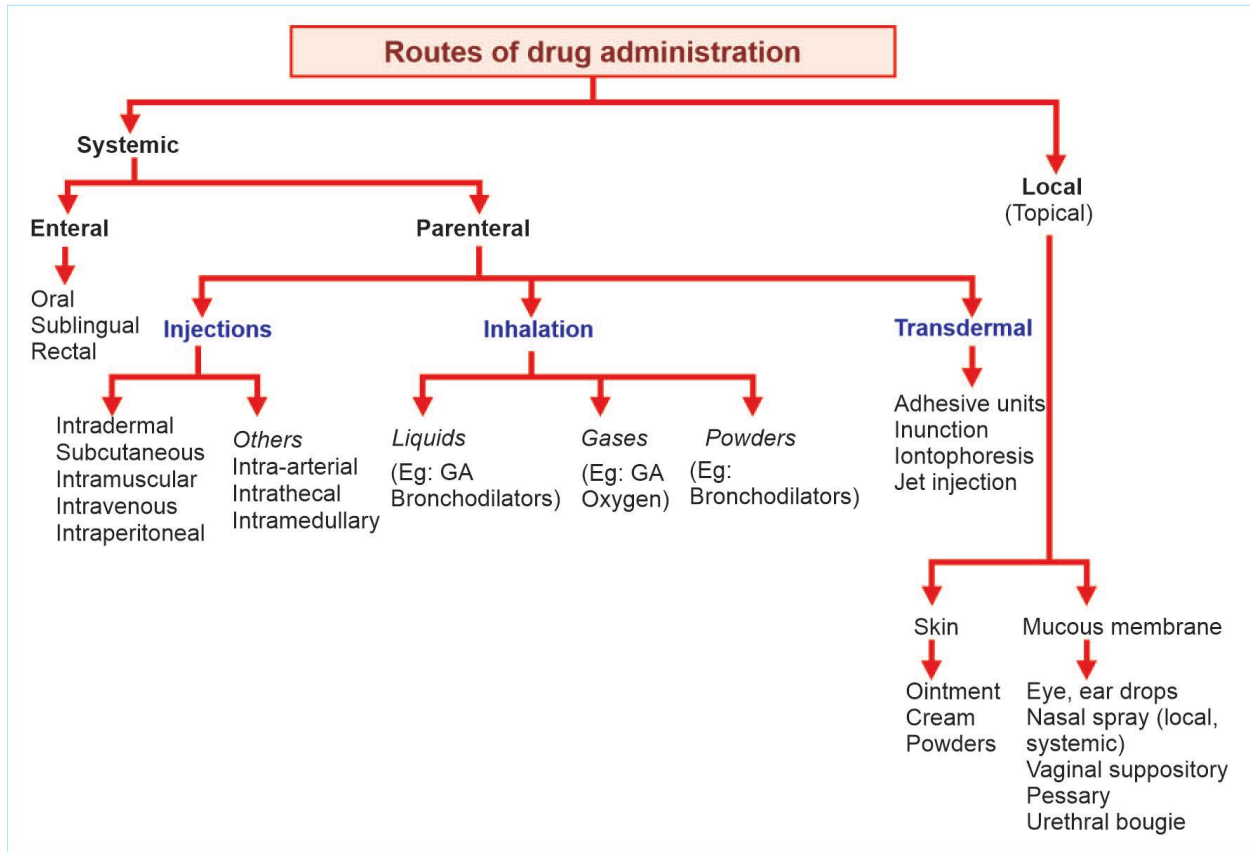 Routes of drug administration
Systemic
Local
(Topical)
Enteral
Parenteral
Oral
Sublingual
Rectal
Injections
Inhalation
Transdermal
Intradermal
Subcutaneous
Intramuscular
Intravenous
Intraperitoneal
Others
Intra-arterial
Intrathecal
Intramedullary
Liquids
(Eg: GA
Bronchodilators)
Gases
(Eg: GA
Oxygen)
Powders
(Eg:
Bronchodilators)
Adhesive units
Inunction
Iontophoresis
Jet injection
Skin
Mucous membrane
Ointment
Cream
Powders
Eye, ear drops
Nasal spray (local,
systemic)
Vaginal suppository
Pessary
Urethral bougie